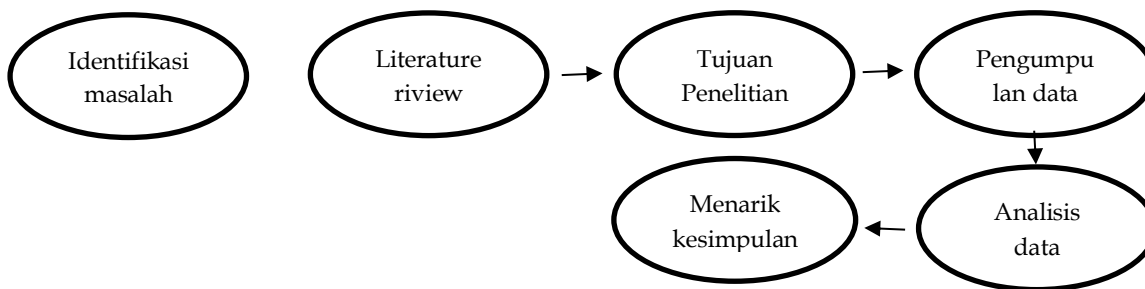 Identifikasi
masalah
Literature
riview
Tujuan
Penelitian
Pengumpu
lan data
Analisis
data
Menarik
kesimpulan